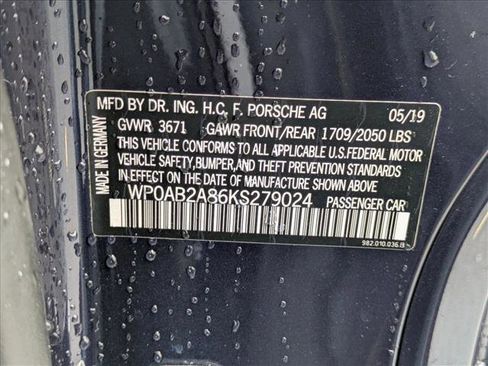 MFD BY DR. ING. H.C. F. PORSCHE AG 05/19
MADE IN GERMANY
GVWR 3671 GAWR FRONT/REAR 1709/2050 LBS
THIS VEHICLE CONFORMS TO ALL APPLICABLE U.S.FEDERAL MOTOR
VEHICLE SAFETY,BUMPER,AND THEFT PREVENTION STANDARDS
IN EFFECT ON THE DATE OF MANUFACTURE SHOWN ABOVE
WP0AB2A86KS279024 PASSENGER CAR
982.010.036.B